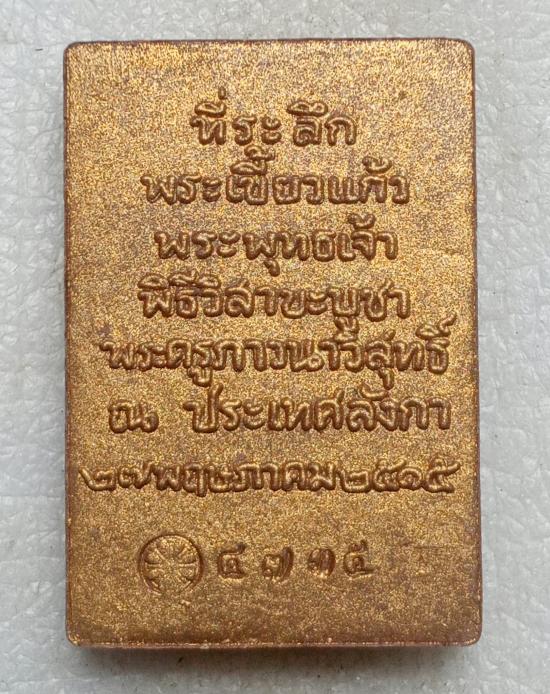 ที่ระลึก
พระเขี้ยวแก้ว
พระพุทธเจ้า
พิธีวิสาขะบูชา
พระครูภาวนาวิสุทธิ์
ณ ประเทศลังกา
๒๗พฤษภาคม๒๕๑๕
๔๗๓๕